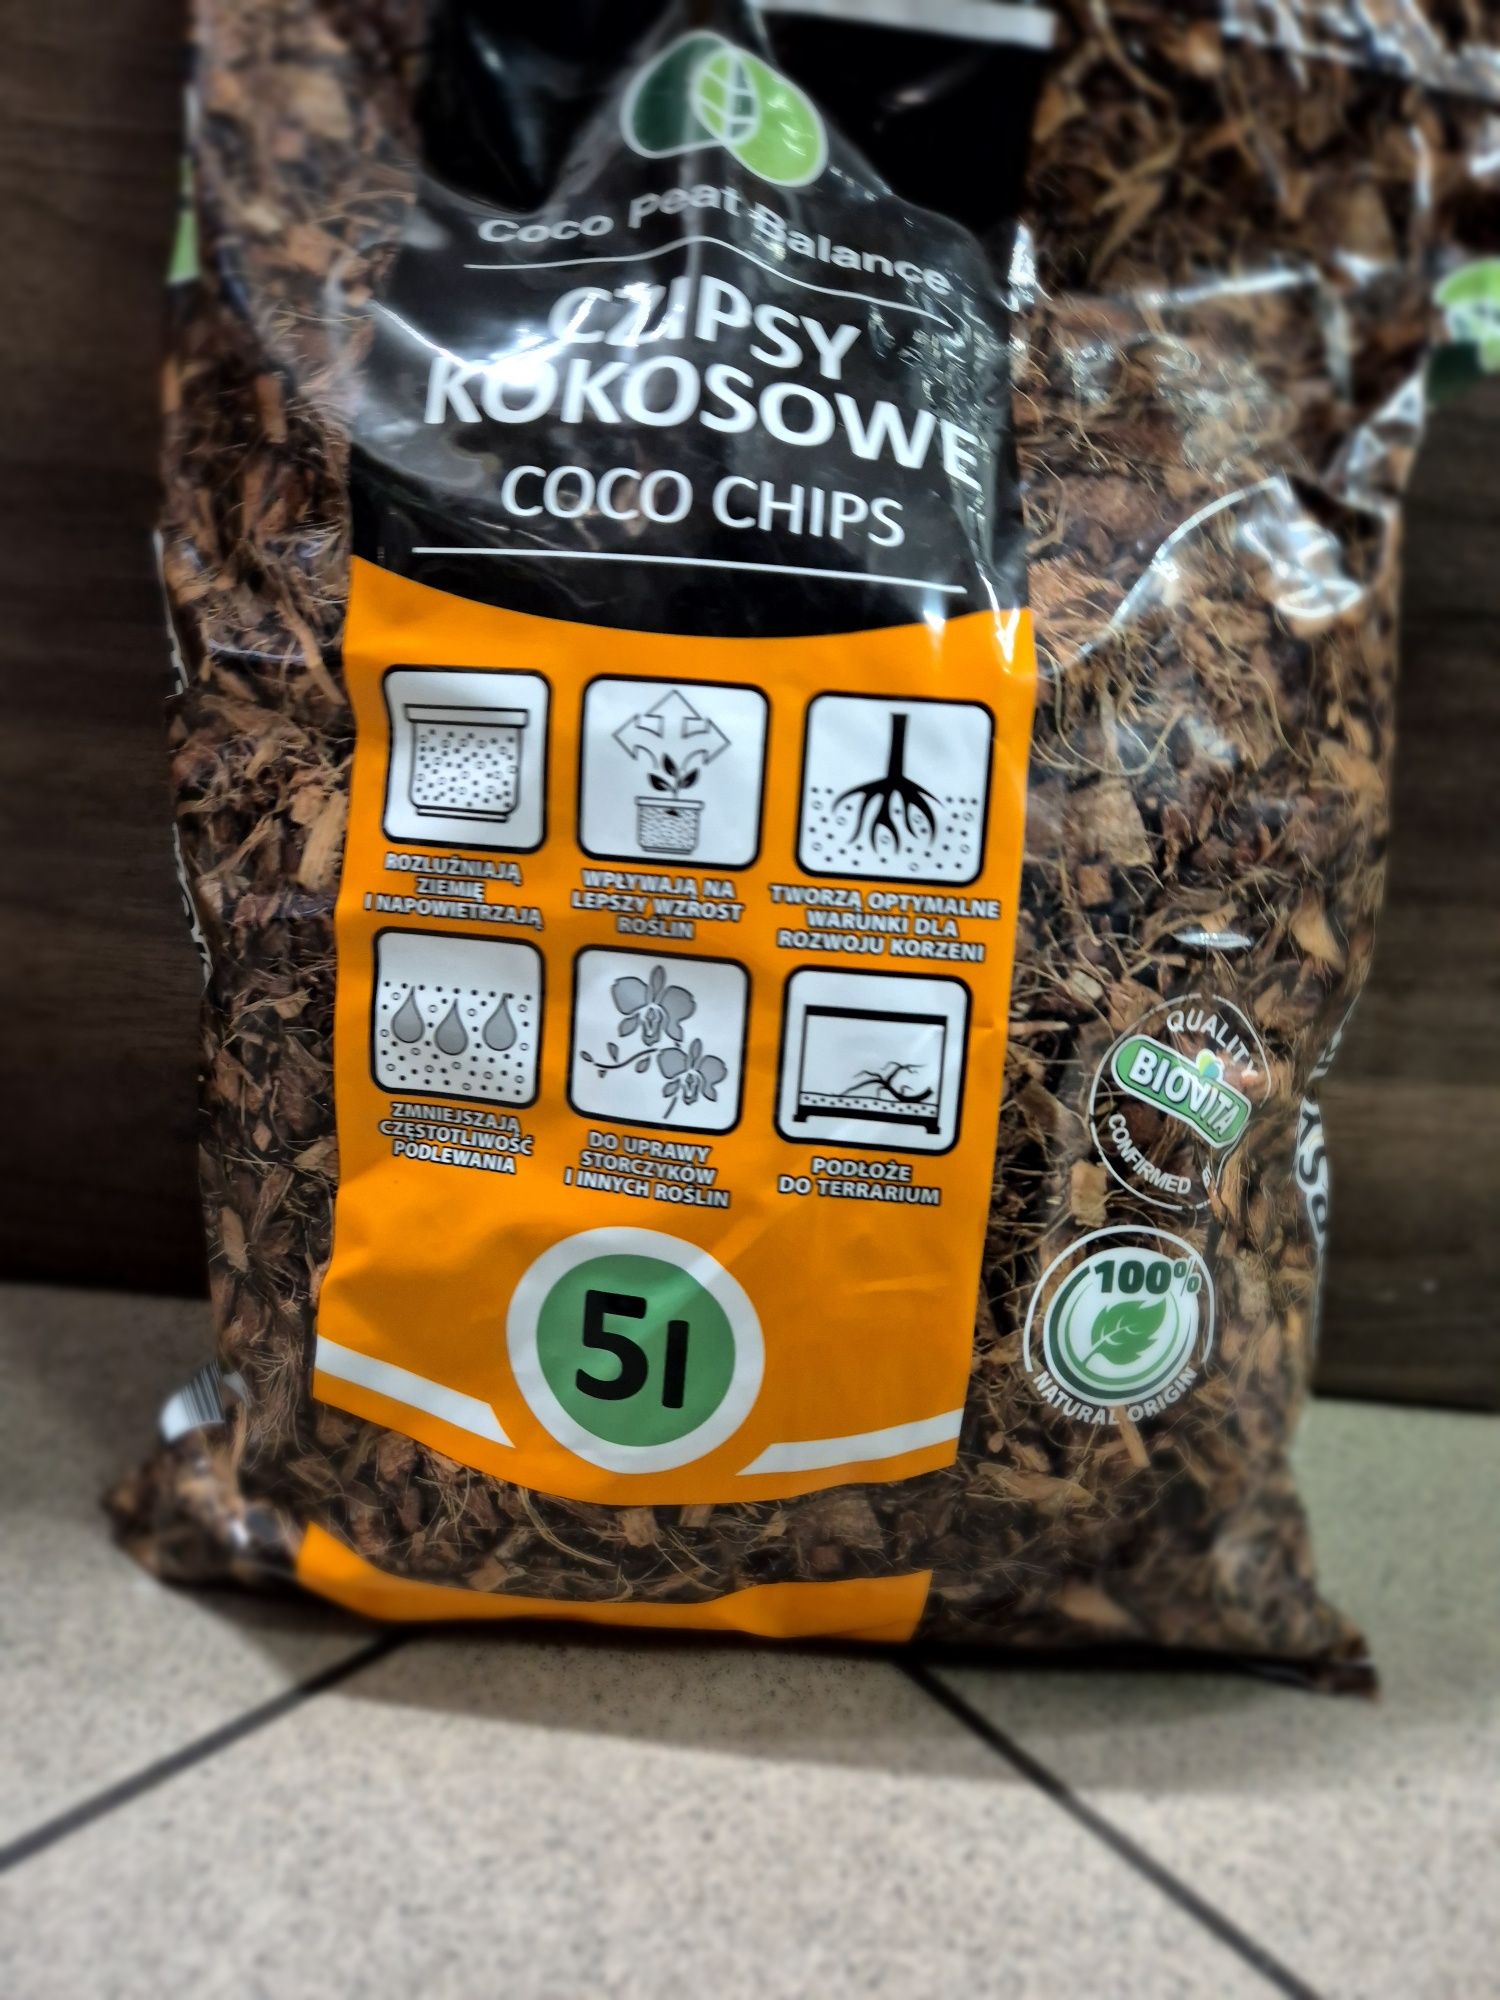 Coco Peat Balance
CZIPSY
KOKOSOWE
COCO CHIPS
ROZLUŹNIAJĄ
ZIEMIĘ
I NAPOWIETRZAJĄ
WPŁYWAJĄ NA
LEPSZY WZROST
ROŚLIN
TWORZĄ OPTYMALNE
WARUNKI DLA
ROZWOJU KORZENI
ZMNIEJSZAJĄ
CZĘSTOTLIWOŚĆ
PODLEWANIA
DO UPRAWY
STORCZYKÓW
I INNYCH ROŚLIN
PODŁOŻE
DO TERRARIUM
QUALITY
BIOVITA
CONFIRMED
100%
NATURAL ORIGIN
5l